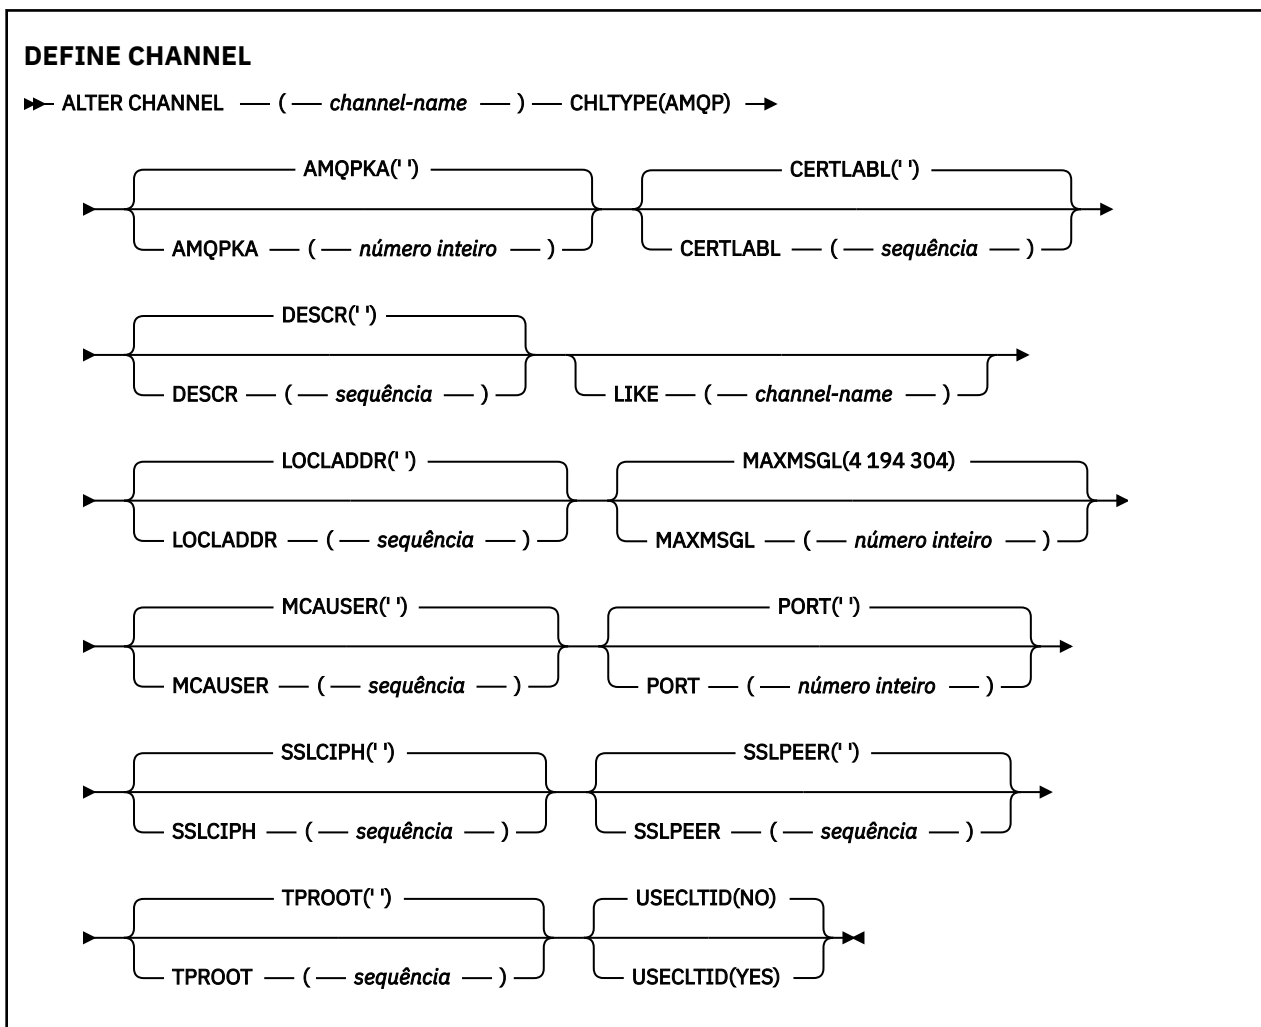 DEFINE CHANNEL
ALTER CHANNEL ( channel-name ) CHLTYPE(AMQP)
AMQPKA(' ') CERTLABL(' ')
AMQPKA ( número inteiro ) CERTLABL ( sequência )
DESCR(' ')
DESCR ( sequência ) LIKE ( channel-name )
LOCLADDR(' ') MAXMSGL(4 194 304)
LOCLADDR ( sequência ) MAXMSGL ( número inteiro )
MCAUSER(' ') PORT(' ')
MCAUSER ( sequência ) PORT ( número inteiro )
SSLCIPH(' ') SSLPEER(' ')
SSLCIPH ( sequência ) SSLPEER ( sequência )
TPROOT(' ') USECLTID(NO)
TPROOT ( sequência ) USECLTID(YES)